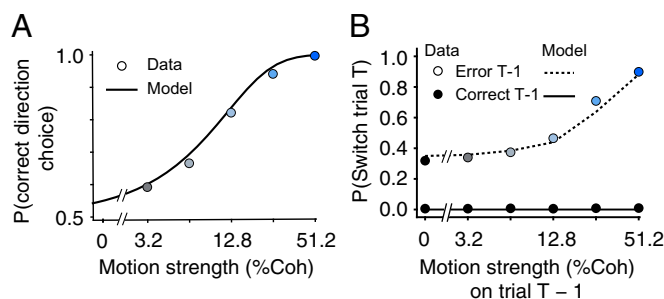 A
P(correct direction
choice)
1.0
0.5
Data
Model
0
3.2
12.8
51.2
Motion strength (%Coh)
B
P(Switch trial T)
1.0
0.8
0.6
0.4
0.2
0.0
Data Model
Error T-1
Correct T-1
0
3.2
12.8
51.2
Motion strength (%Coh)
on trial T – 1